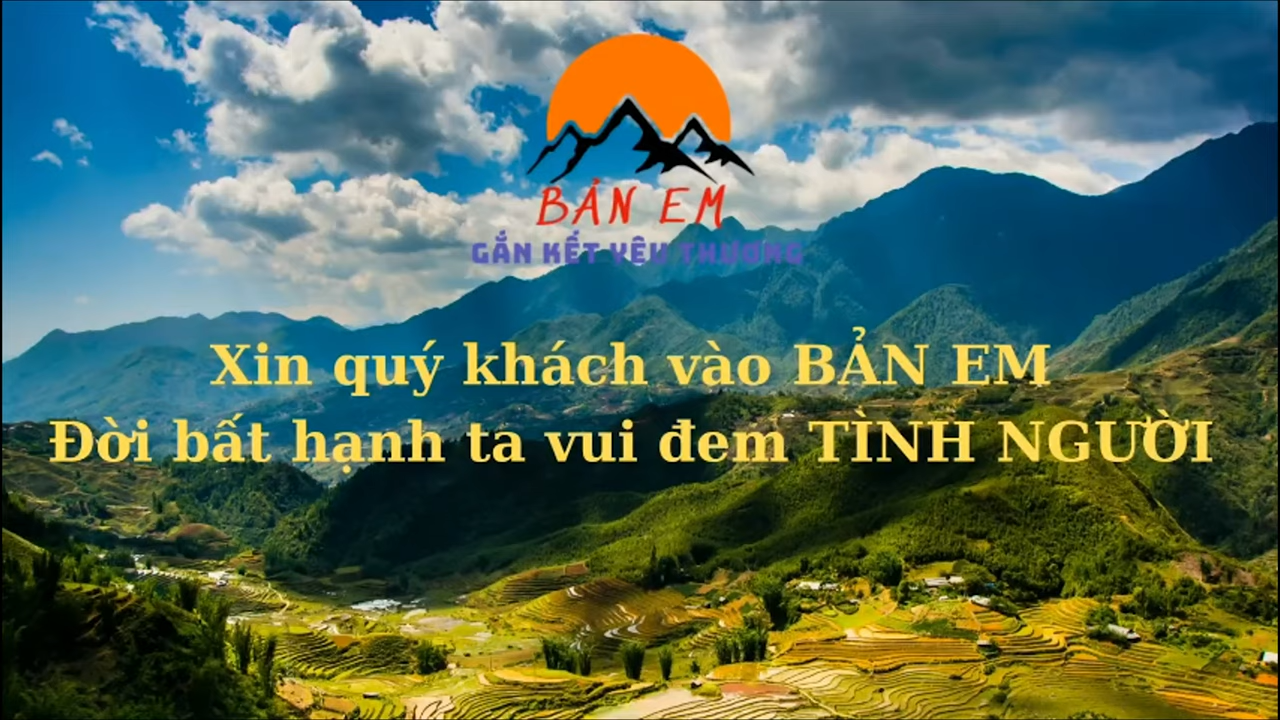 BẢN EM
GẮN KẾT YÊU THƯƠNG
Xin quý khách vào BẢN EM
Đời bất hạnh ta vui đem TÌNH NGƯỜI